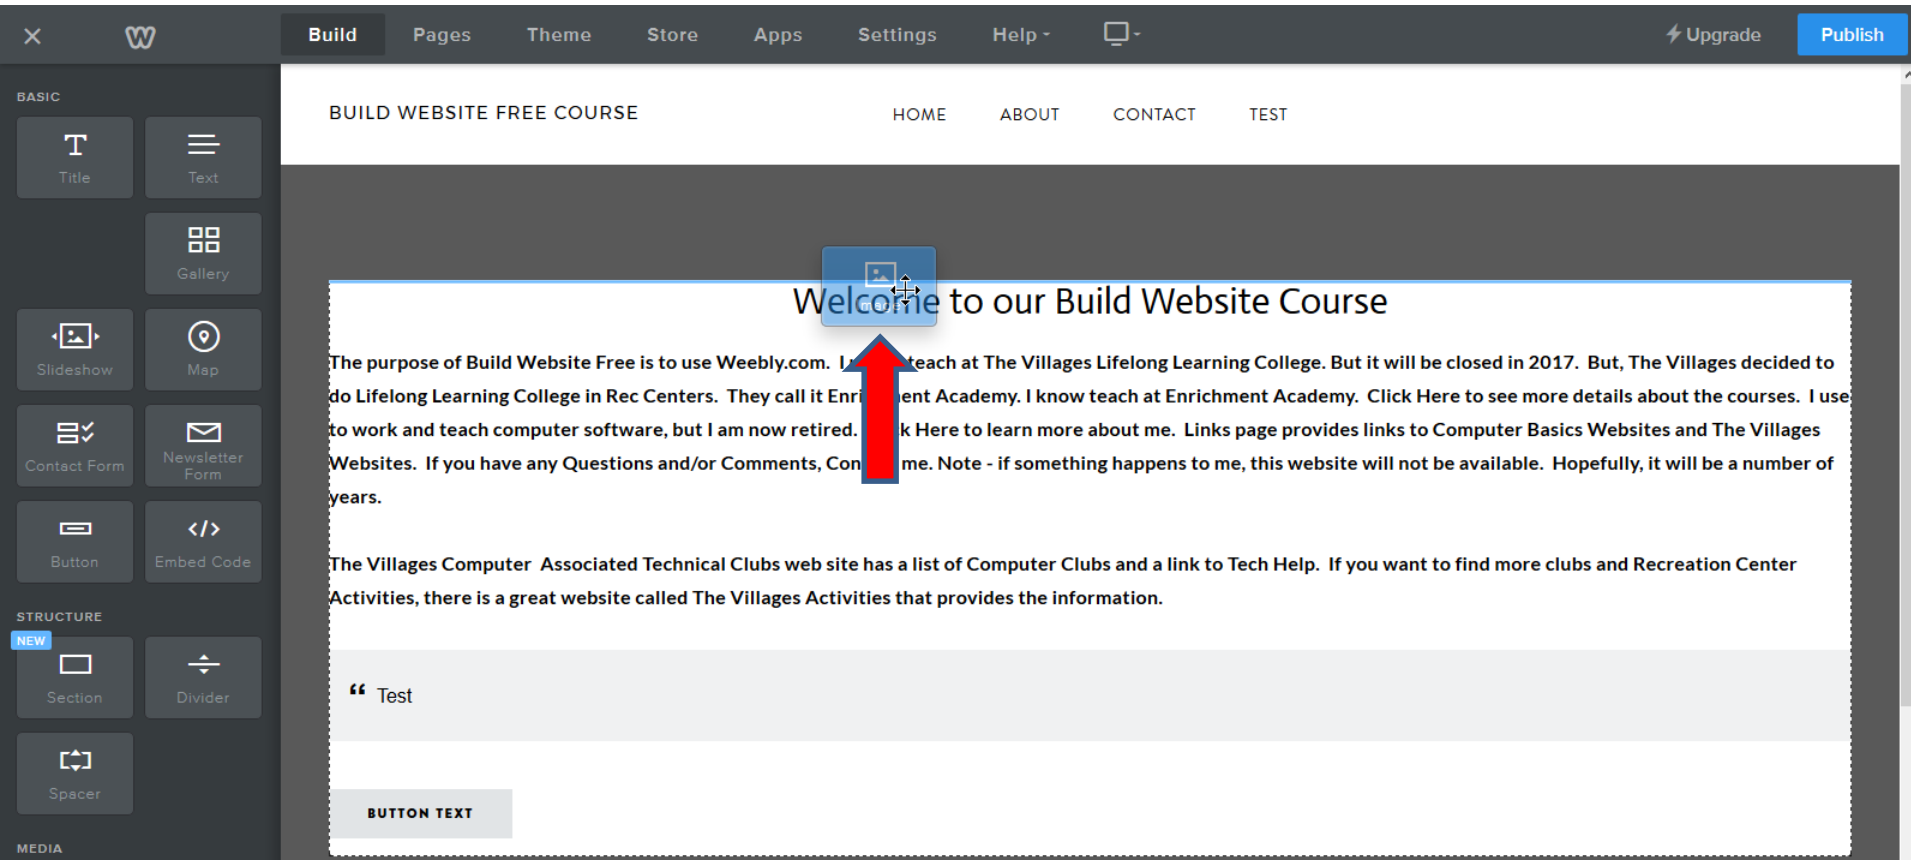 Build Pages Theme Store Apps Settings Help Upgrade Publish
BASIC
Title Text
Gallery
Slideshow Map
Contact Form Newsletter Form
Button Embed Code
STRUCTURE
NEW
Section Divider
Spacer
MEDIA
BUILD WEBSITE FREE COURSE HOME ABOUT CONTACT TEST
Welcome to our Build Website Course
The purpose of Build Website Free is to use Weebly.com. I teach at The Villages Lifelong Learning College. But it will be closed in 2017. But, The Villages decided to
do Lifelong Learning College in Rec Centers. They call it Enrichment Academy. I know teach at Enrichment Academy. Click Here to see more details about the courses. I use
to work and teach computer software, but I am now retired. Here to learn more about me. Links page provides links to Computer Basics Websites and The Villages
Websites. If you have any Questions and/or Comments, me. Note - if something happens to me, this website will not be available. Hopefully, it will be a number of
years.
The Villages Computer Associated Technical Clubs web site has a list of Computer Clubs and a link to Tech Help. If you want to find more clubs and Recreation Center
Activities, there is a great website called The Villages Activities that provides the information.
“ Test
BUTTON TEXT